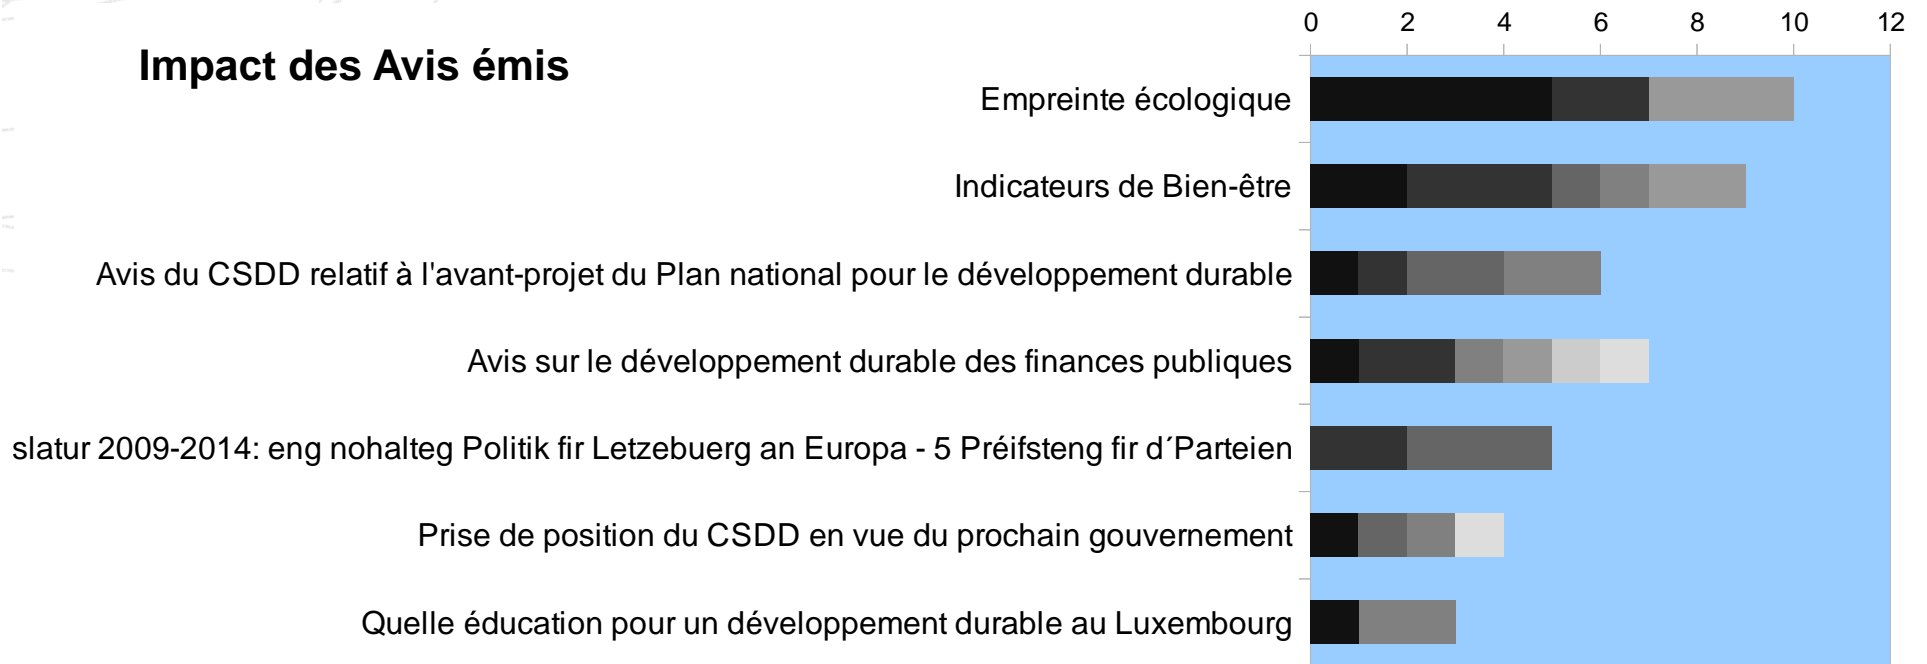 0 2 4 6 8 10 12
Impact des Avis émis
Empreinte écologique
Indicateurs de Bien-être
Avis du CSDD relatif à l'avant-projet du Plan national pour le développement durable
Avis sur le développement durable des finances publiques
slatur 2009-2014: eng nohalteg Politik fir Letzebuerg an Europa - 5 Préifsteng fir d´Parteien
Prise de position du CSDD en vue du prochain gouvernement
Quelle éducation pour un développement durable au Luxembourg